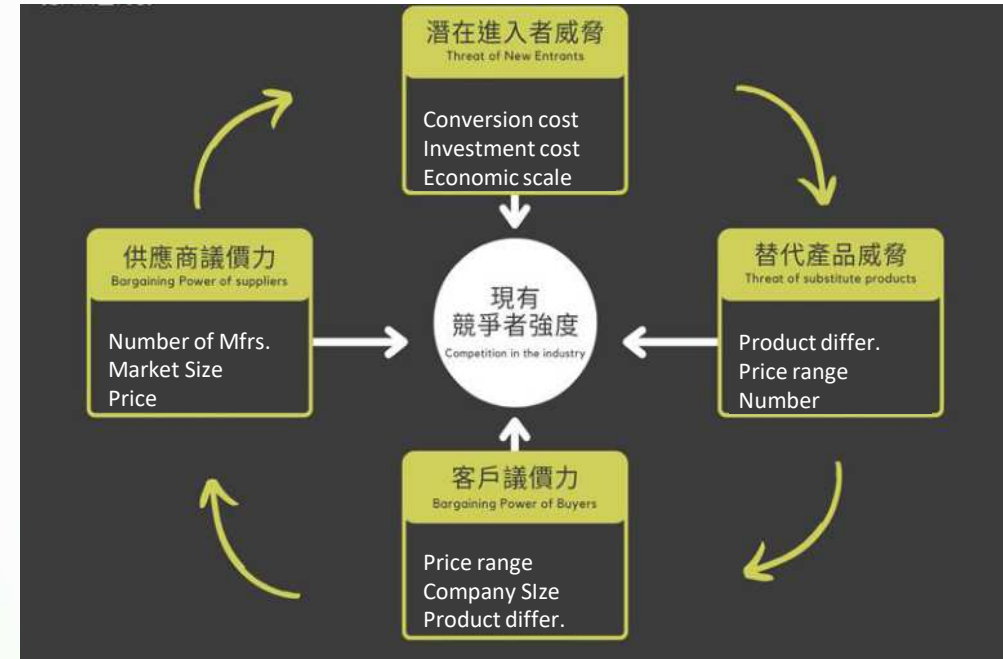 潛在進入者威脅
Threat of New Entrants
Conversion cost
Investment cost
Economic scale
供應商議價力
Bargaining Power of suppliers
Number of Mfrs.
Market Size
Price
現有
競爭者強度
Competition in the industry
替代產品威脅
Threat of substitute products
Product differ.
Price range
Number
客戶議價力
Bargaining Power of Buyers
Price range
Company SIze
Product differ.